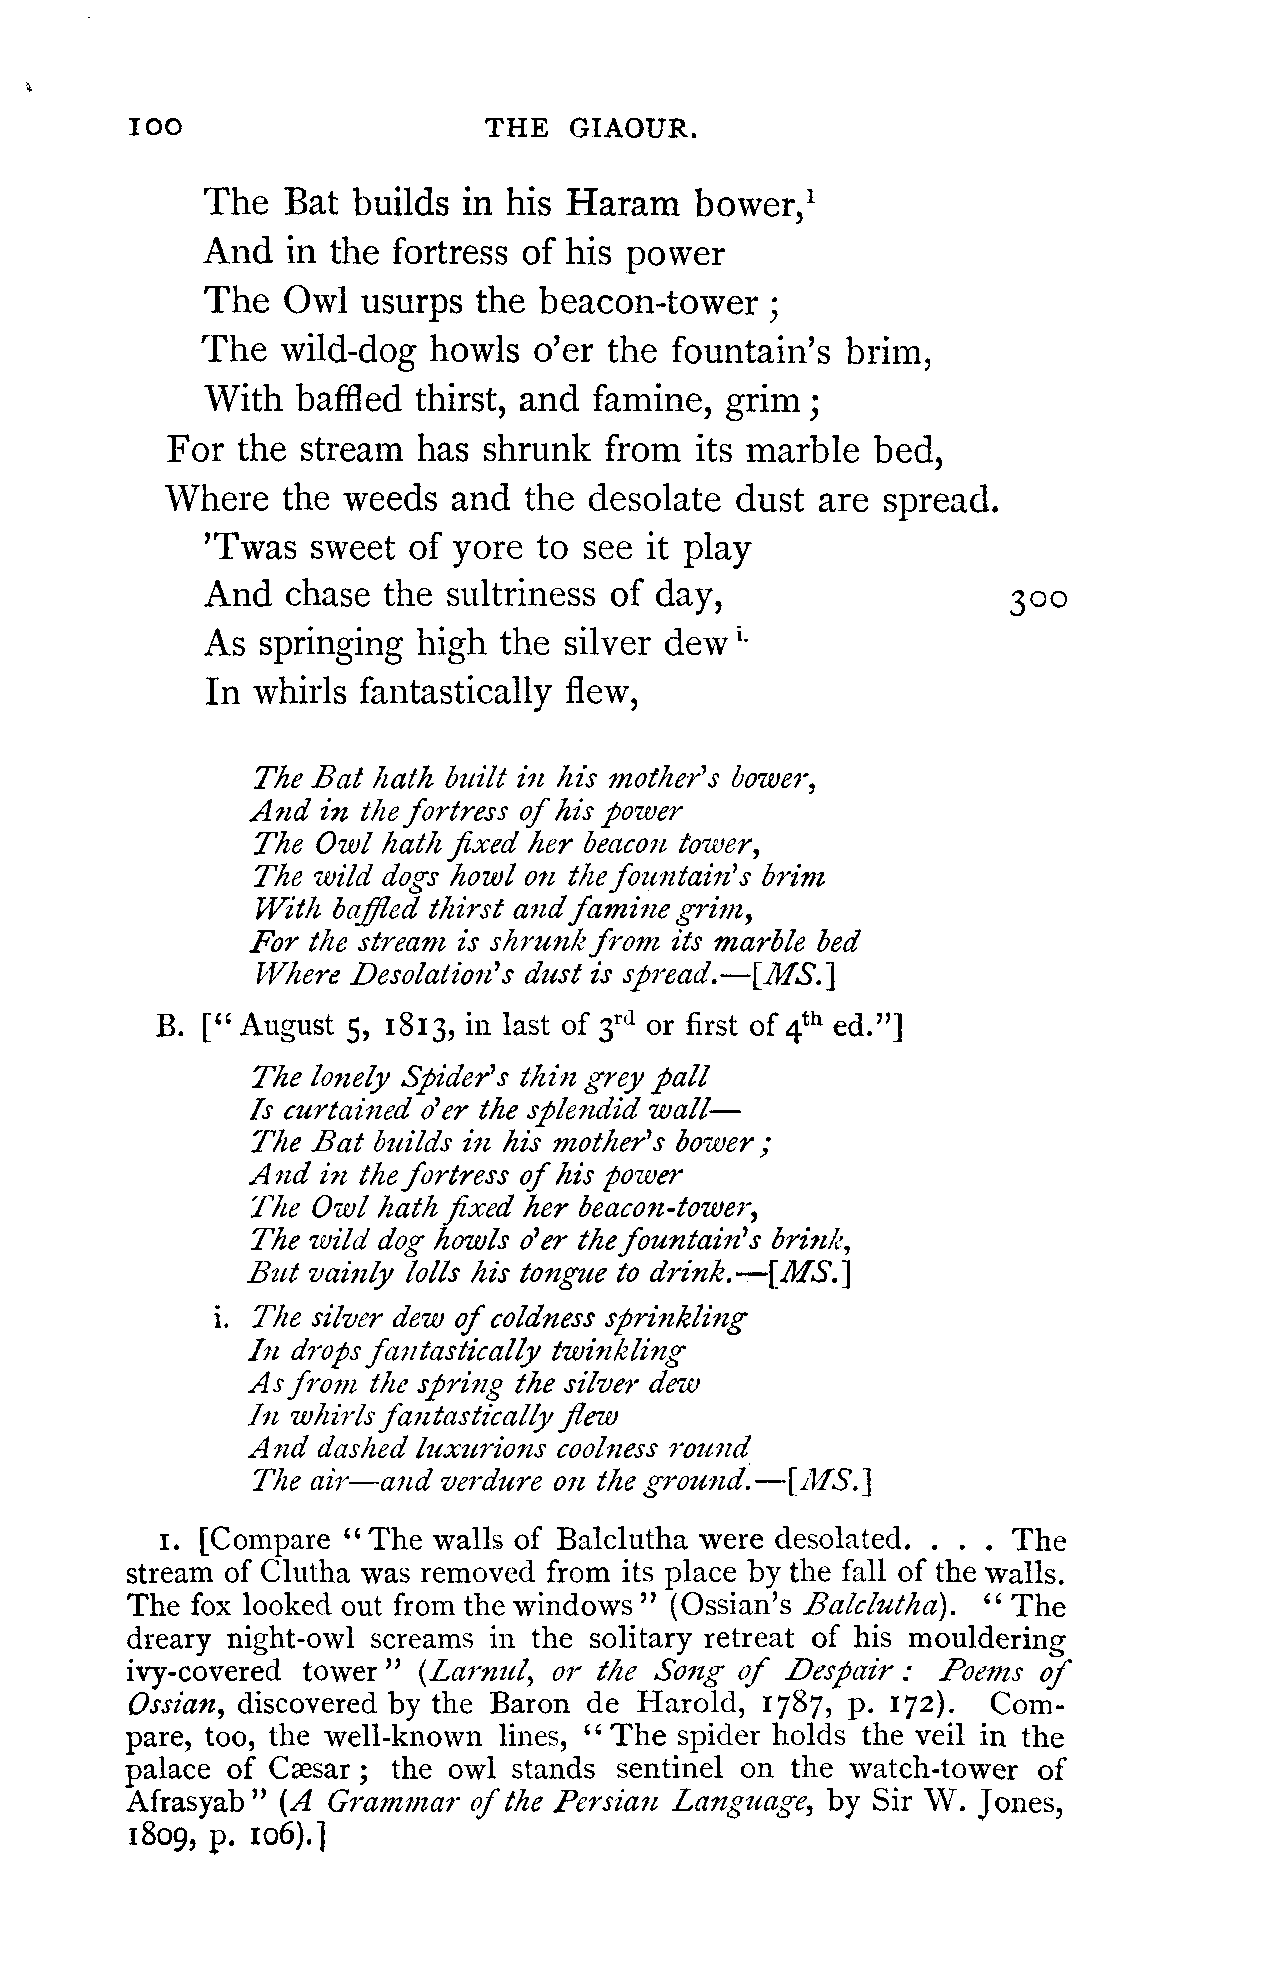 100 THE GIAOUR.
The Bat builds in his Haram bower,¹
And in the fortress of his power
The Owl usurps the beacon-tower ;
The wild-dog howls o'er the fountain's brim,
With baffled thirst, and famine, grim ;
For the stream has shrunk from its marble bed,
Where the weeds and the desolate dust are spread.
'Twas sweet of yore to see it play
And chase the sultriness of day, 300
As springing high the silver dew i.
In whirls fantastically flew,
The Bat hath built in his mother's bower,
And in the fortress of his power
The Owl hath fixed her beacon tower,
The wild dogs howl on the fountain's brim
With baffled thirst and famine grim,
For the stream is shrunk from its marble bed
Where Desolation's dust is spread.—[MS.]
B. ["August 5, 1813, in last of 3rd or first of 4th ed."]
The lonely Spider's thin grey pall
Is curtained o'er the splendid wall—
The Bat builds in his mother's bower ;
And in the fortress of his power
The Owl hath fixed her beacon-tower,
The wild dog howls o'er the fountain's brink,
But vainly lolls his tongue to drink.—[MS.]
i. The silver dew of coldness sprinkling
In drops fantastically twinkling
As from the spring the silver dew
In whirls fantastically flew
And dashed luxurious coolness round
The air—and verdure on the ground.—[MS.]
1. [Compare "The walls of Balclutha were desolated. . . . The
stream of Clutha was removed from its place by the fall of the walls.
The fox looked out from the windows" (Ossian's Balclutha). "The
dreary night-owl screams in the solitary retreat of his mouldering
ivy-covered tower" (Larnul, or the Song of Despair : Poems of
Ossian, discovered by the Baron de Harold, 1787, p. 172). Com-
pare, too, the well-known lines, "The spider holds the veil in the
palace of Cæsar ; the owl stands sentinel on the watch-tower of
Afrasyab" (A Grammar of the Persian Language, by Sir W. Jones,
1809, p. 106).]